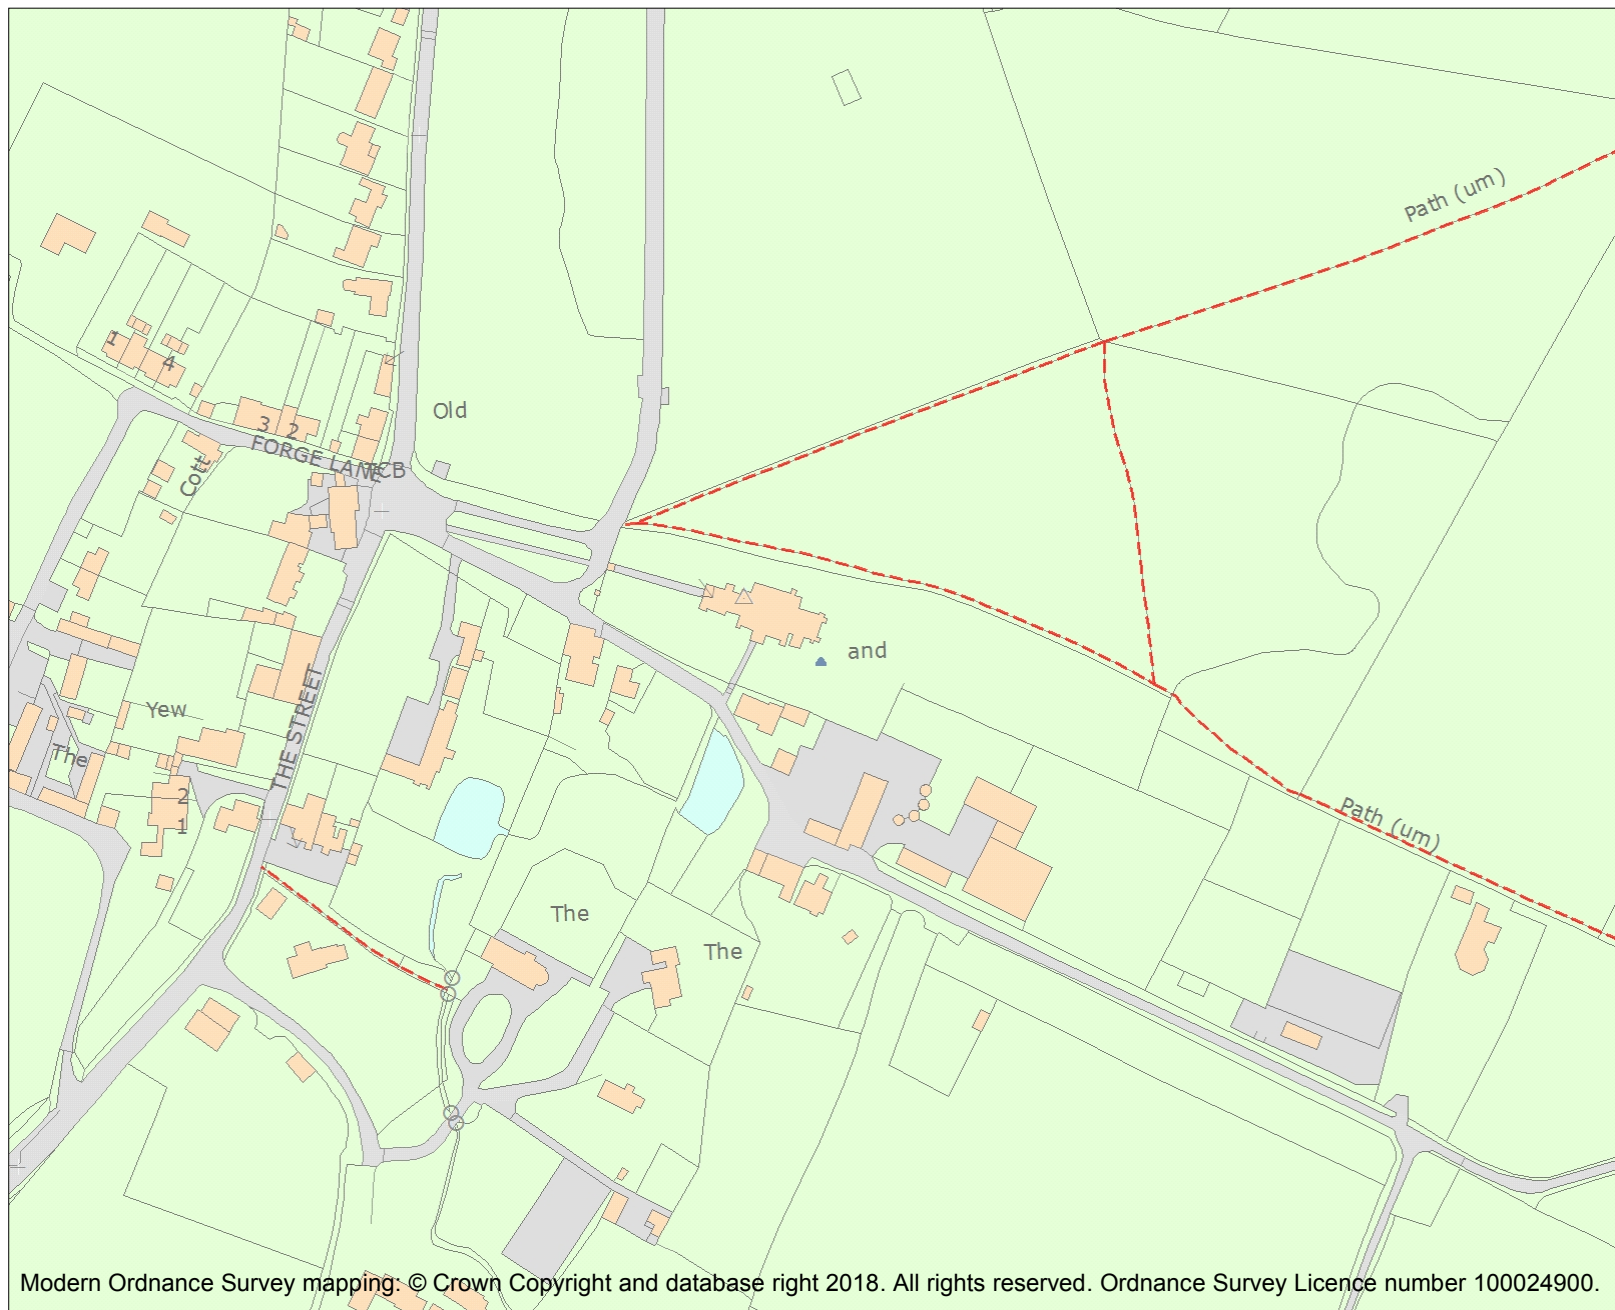 Path (um)
1
4
Old
3 2
FORGE LANE
TCB
Cott
and
Yew
The
THE STREET
2
1
Path (um)
The
The
Modern Ordnance Survey mapping: © Crown Copyright and database right 2018. All rights reserved. Ordnance Survey Licence number 100024900.